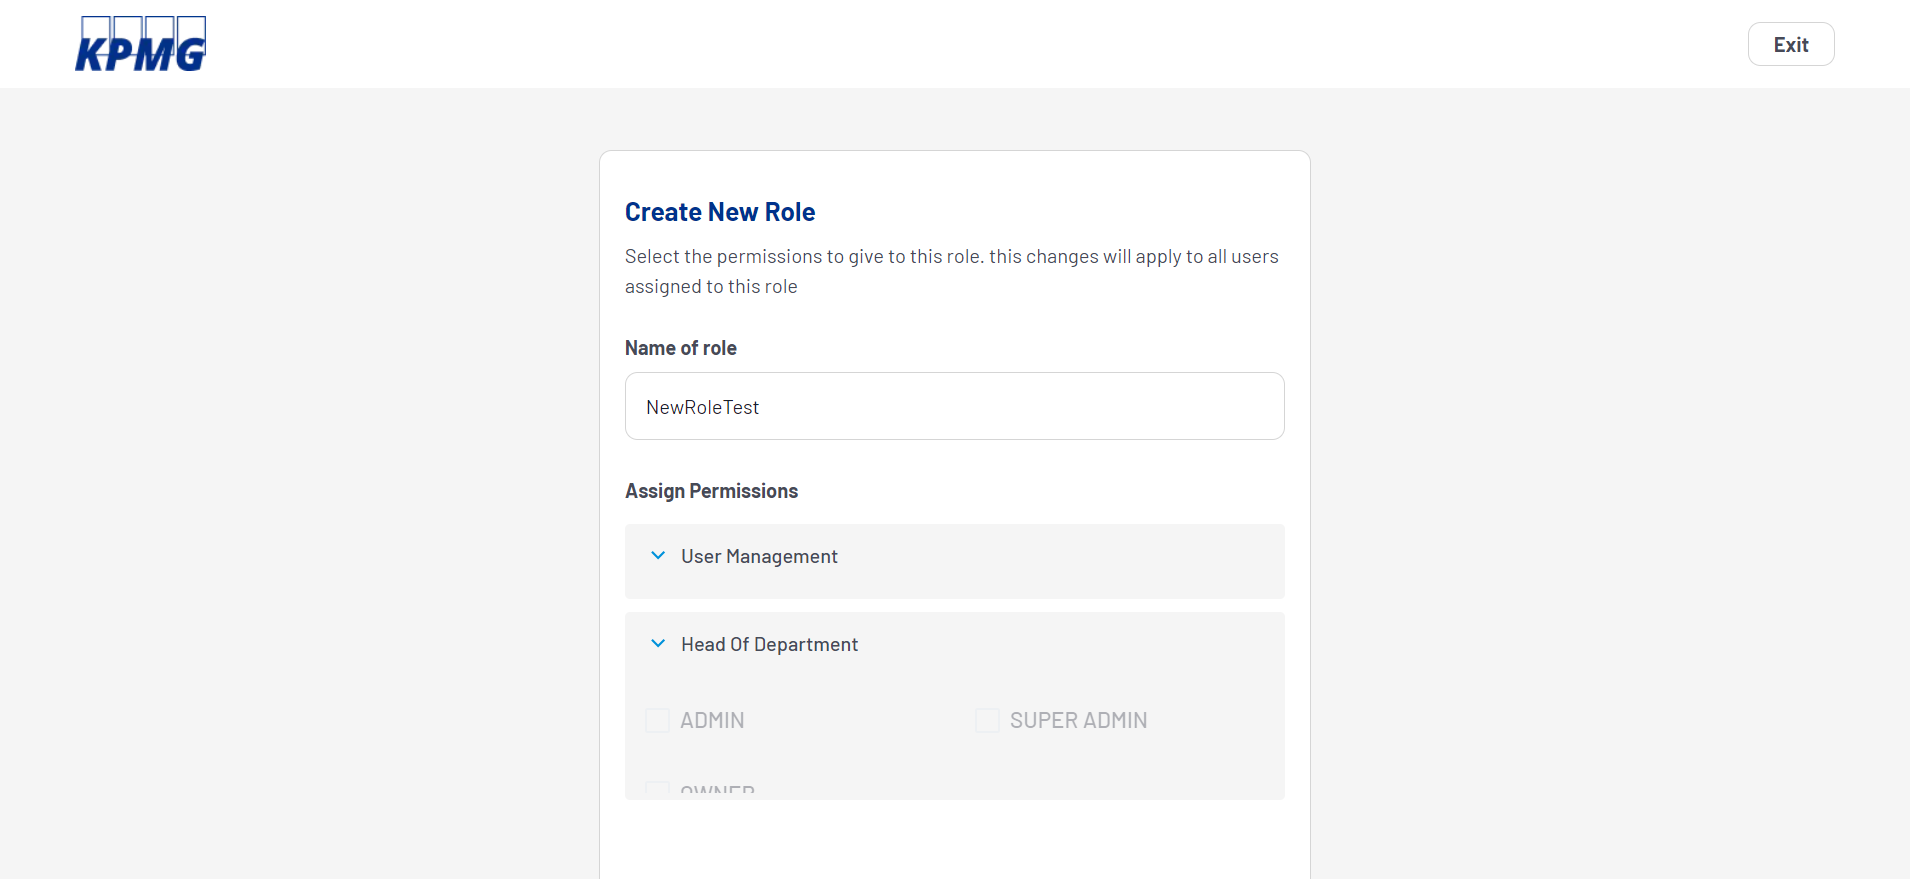 KPMG
Exit
Create New Role
Select the permissions to give to this role. this changes will apply to all users
assigned to this role
Name of role
NewRoleTest
Assign Permissions
User Management
Head Of Department
ADMIN
SUPER ADMIN
OWNER